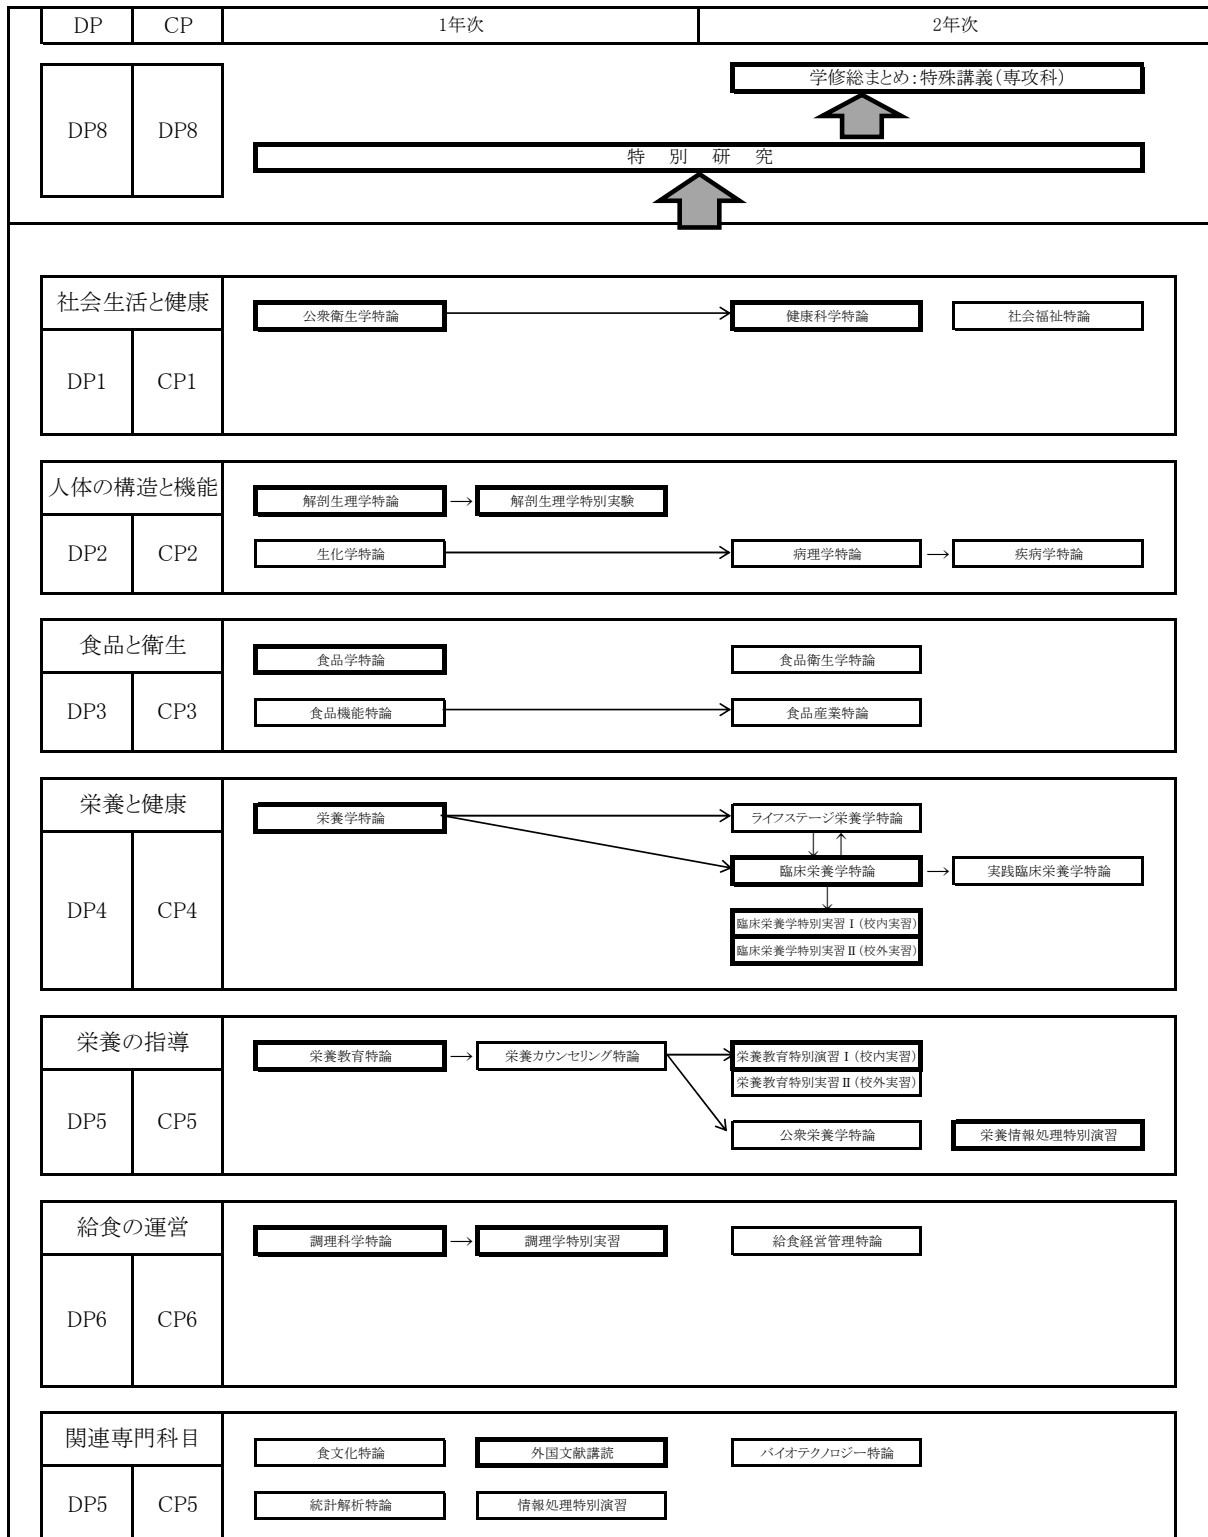 DP CP 1年次 2年次
学修総まとめ:特殊講義(専攻科)
DP8 DP8
特 別 研 究
社会生活と健康
公衆衛生学特論 → 健康科学特論 社会福祉特論
DP1 CP1
人体の構造と機能
解剖生理学特論 → 解剖生理学特別実験
DP2 CP2
生化学特論 病理学特論 → 疾病学特論
食品と衛生
食品学特論 食品衛生学特論
DP3 CP3
食品機能特論 食品産業特論
栄養と健康
栄養学特論 ライフステージ栄養学特論
臨床栄養学特論 → 実践臨床栄養学特論
DP4 CP4
臨床栄養学特別実習Ⅰ(校内実習)
臨床栄養学特別実習Ⅱ(校外実習)
栄養の指導
栄養教育特論 → 栄養カウンセリング特論 栄養教育特別演習Ⅰ(校内実習)
栄養教育特別実習Ⅱ(校外実習)
DP5 CP5
公衆栄養学特論 栄養情報処理特別演習
給食の運営
調理科学特論 → 調理学特別実習 給食経営管理特論
DP6 CP6
関連専門科目
食文化特論 外国文献講読 バイオテクノロジー特論
DP5 CP5
統計解析特論 情報処理特別演習